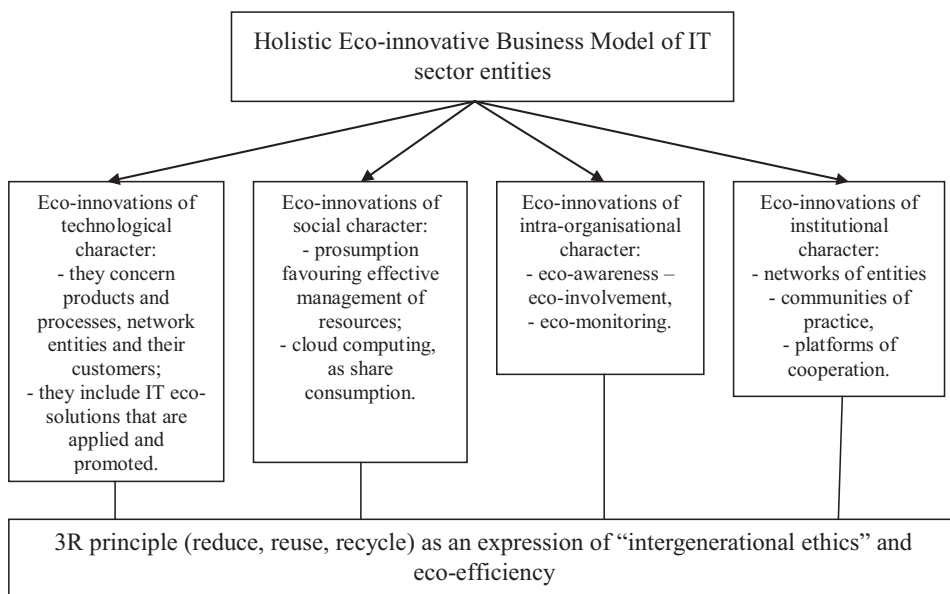 Holistic Eco-innovative Business Model of IT
sector entities
Eco-innovations of
technological
character:
- they concern
products and
processes, network
entities and their
customers;
- they include IT eco-
solutions that are
applied and
promoted.
Eco-innovations of
social character:
- prosumption
favouring effective
management of
resources;
- cloud computing,
as share
consumption.
Eco-innovations of
intra-organisational
character:
- eco-awareness –
eco-involvement,
- eco-monitoring.
Eco-innovations of
institutional
character:
- networks of entities
- communities of
practice,
- platforms of
cooperation.
3R principle (reduce, reuse, recycle) as an expression of “intergenerational ethics” and
eco-efficiency